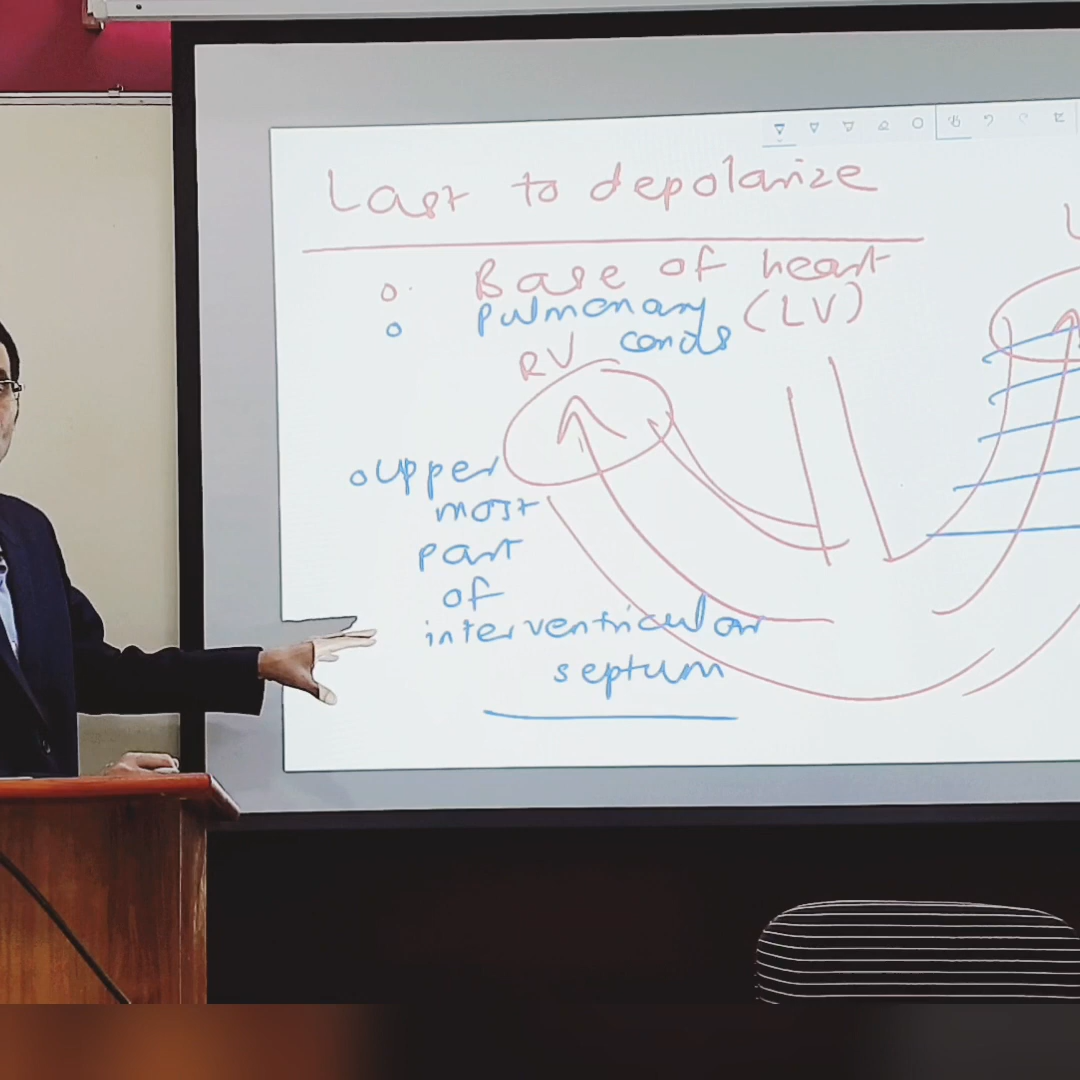 Last to depolarize
Base of heart
(LV)
Pulmonary
conus
RV
upper
most
part
of
interventricular
septum